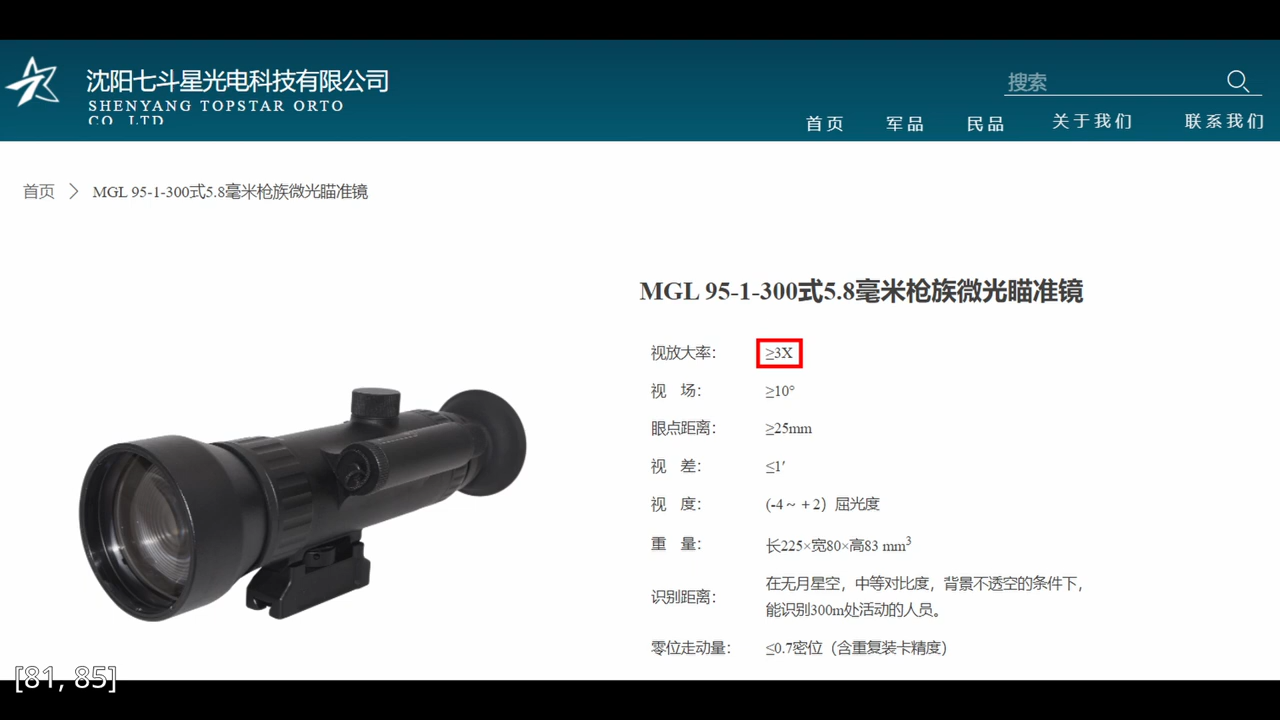 沈阳七斗星光电科技有限公司
SHENYANG TOPSTAR ORTO
CO. LTD
搜索
首页 军品 民品 关于我们 联系我们
首页 > MGL 95-1-300式5.8毫米枪族微光瞄准镜
MGL 95-1-300式5.8毫米枪族微光瞄准镜
视放大率: ≥3X
视 场: ≥10°
眼点距离: ≥25mm
视 差: ≤1′
视 度: (-4～＋2）屈光度
重 量: 长225×宽80×高83 mm³
识别距离: 在无月星空，中等对比度，背景不透空的条件下，
能识别300m处活动的人员。
零位走动量: ≤0.7密位（含重复装卡精度）
[81, 85]